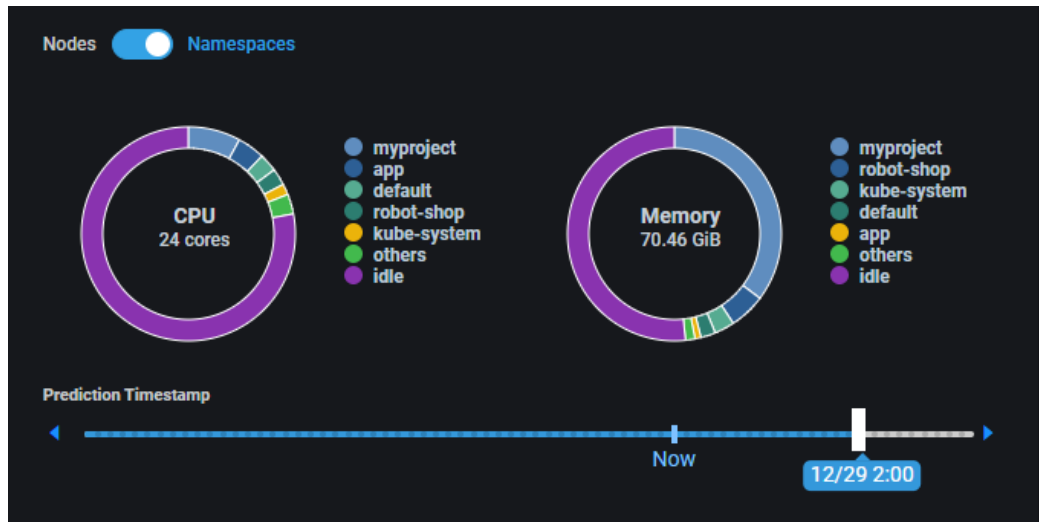 Nodes Namespaces
CPU
24 cores
myproject
app
default
robot-shop
kube-system
others
idle
Memory
70.46 GiB
myproject
robot-shop
kube-system
default
app
others
idle
Prediction Timestamp
Now
12/29 2:00